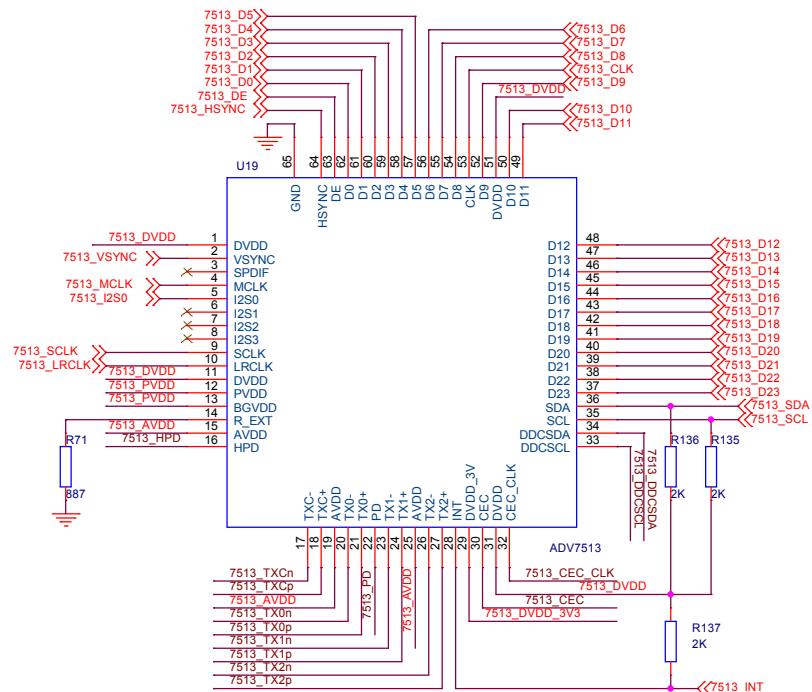 7513_D5
7513_D4
7513_D3
7513_D2
7513_D1
7513_D0
7513_DE
7513_HSYNC
7513_D6
7513_D7
7513_D8
7513_CLK
7513_D9
7513_DVDD
7513_D10
7513_D11
65 64 63 62 61 60 59 58 57 56 55 54 53 52 51 50 49
U19
GND HSYNC DE D0 D1 D2 D3 D4 D5 D6 D7 D8 CLK D9 DVDD D10 D11
7513_DVDD 1 DVDD
7513_VSYNC 2 VSYNC
3 SPDIF
7513_MCLK 4 MCLK
7513_I2S0 5 I2S0
6 I2S1
7 I2S2
8 I2S3
7513_SCLK 9 SCLK
7513_LRCLK 10 LRCLK
7513_DVDD 11 DVDD
7513_PVDD 12 PVDD
7513_PVDD 13 BGVDD
14 R_EXT
7513_AVDD 15 AVDD
7513_HPD 16 HPD
R71
887
D12 48 7513_D12
D13 47 7513_D13
D14 46 7513_D14
D15 45 7513_D15
D16 44 7513_D16
D17 43 7513_D17
D18 42 7513_D18
D19 41 7513_D19
D20 40 7513_D20
D21 39 7513_D21
D22 38 7513_D22
D23 37 7513_D23
SDA 36 7513_SDA
SCL 35 7513_SCL
DDCSDA 34
DDCSCL 33
7513_DDCSDA
7513_DDCSCL
R136
2K
R135
2K
TXC- TXC+ AVDD TX0- TX0+ PD TX1- TX1+ AVDD TX2- TX2+ INT DVDD_3V CEC DVDD CEC_CLK
17 18 19 20 21 22 23 24 25 26 27 28 29 30 31 32
ADV7513
7513_TXCn
7513_TXCp
7513_AVDD
7513_TX0n
7513_TX0p
7513_TX1n
7513_TX1p
7513_TX2n
7513_TX2p
7513_PD
7513_AVDD
7513_CEC_CLK
7513_DVDD
7513_CEC
7513_DVDD_3V3
R137
2K
7513_INT